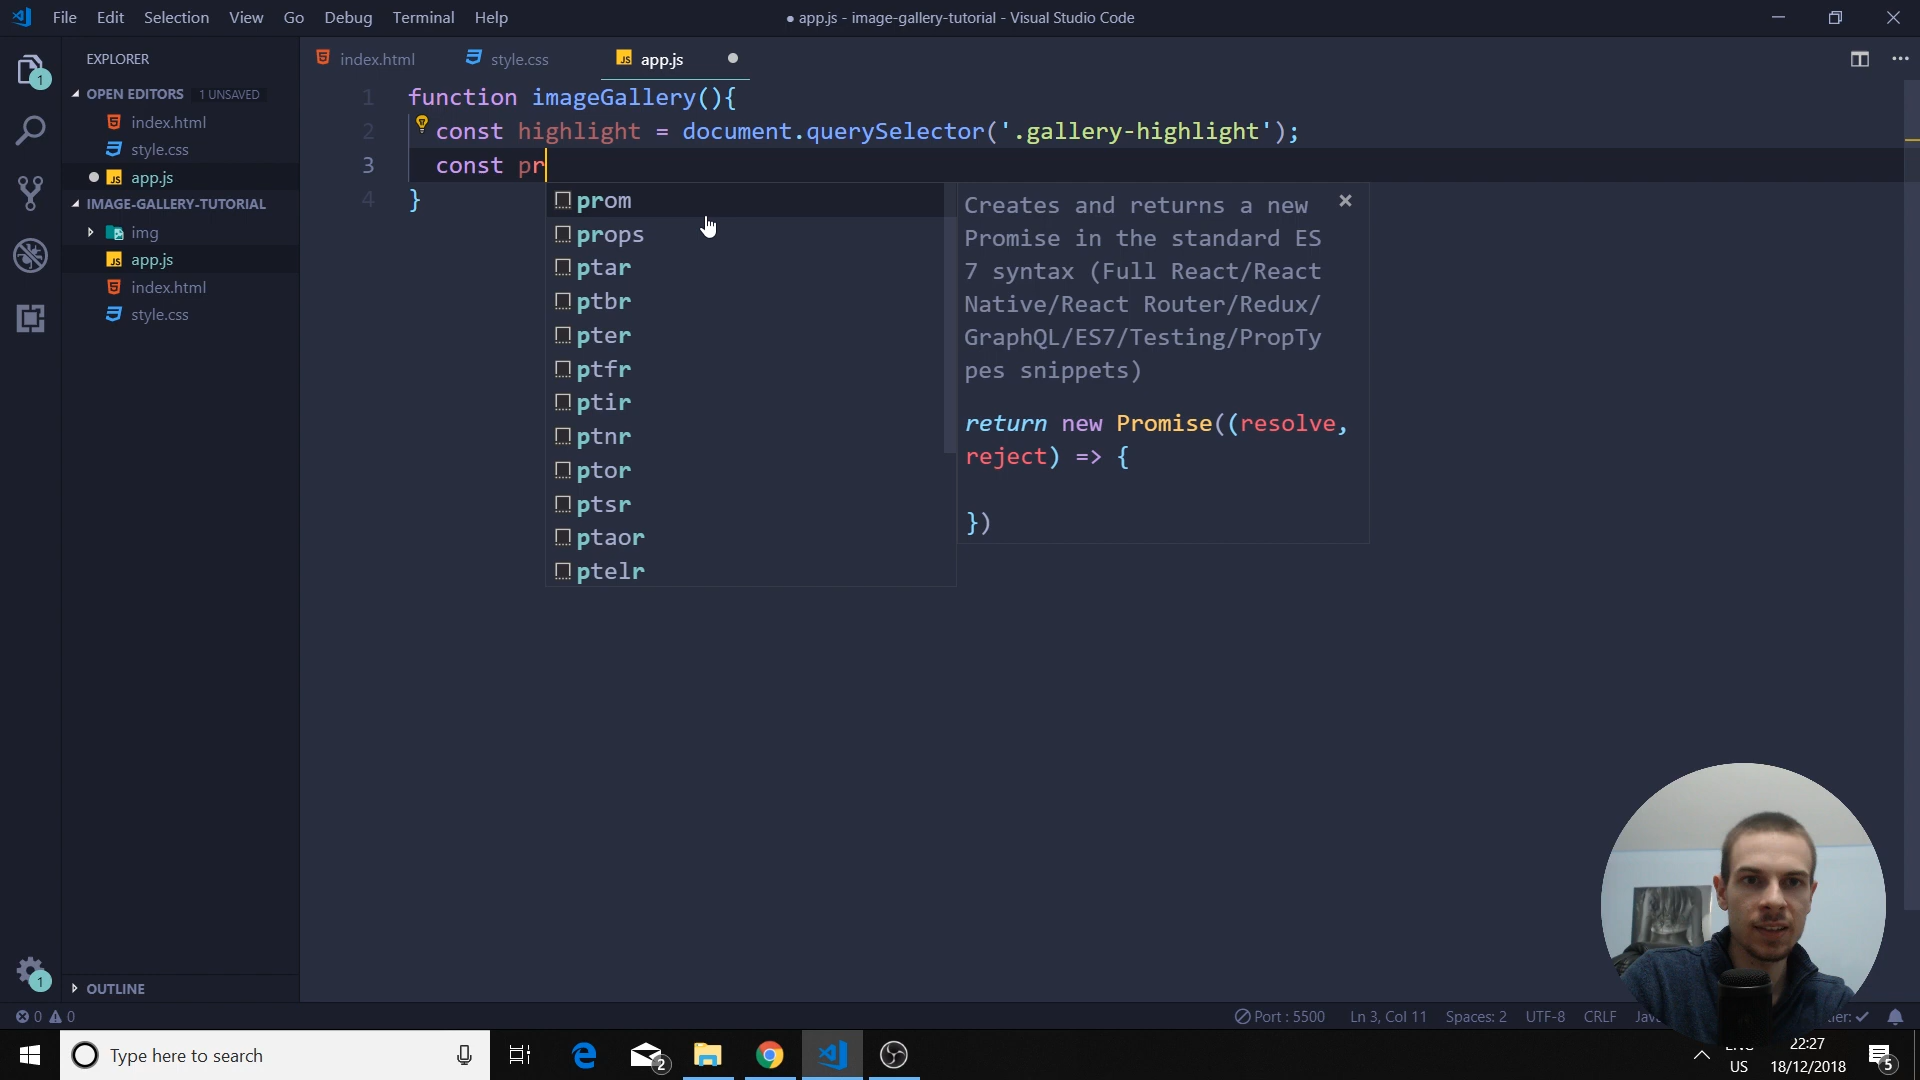 File Edit Selection View Go Debug Terminal Help
● app.js - image-gallery-tutorial - Visual Studio Code
EXPLORER
OPEN EDITORS 1 UNSAVED
index.html
style.css
app.js
IMAGE-GALLERY-TUTORIAL
img
app.js
index.html
style.css
OUTLINE
1
1
index.html style.css app.js
1 function imageGallery(){
2 const highlight = document.querySelector('.gallery-highlight');
3 const pr
4 }
prom
props
ptar
ptbr
pter
ptfr
ptir
ptnr
ptor
ptsr
ptaor
ptelr
Creates and returns a new
Promise in the standard ES
7 syntax (Full React/React
Native/React Router/Redux/
GraphQL/ES7/Testing/PropTy
pes snippets)
return new Promise((resolve,
reject) => {
})
0 0
Port : 5500 Ln 3, Col 11 Spaces: 2 UTF-8 CRLF
Type here to search
2
US
22:27
18/12/2018
5